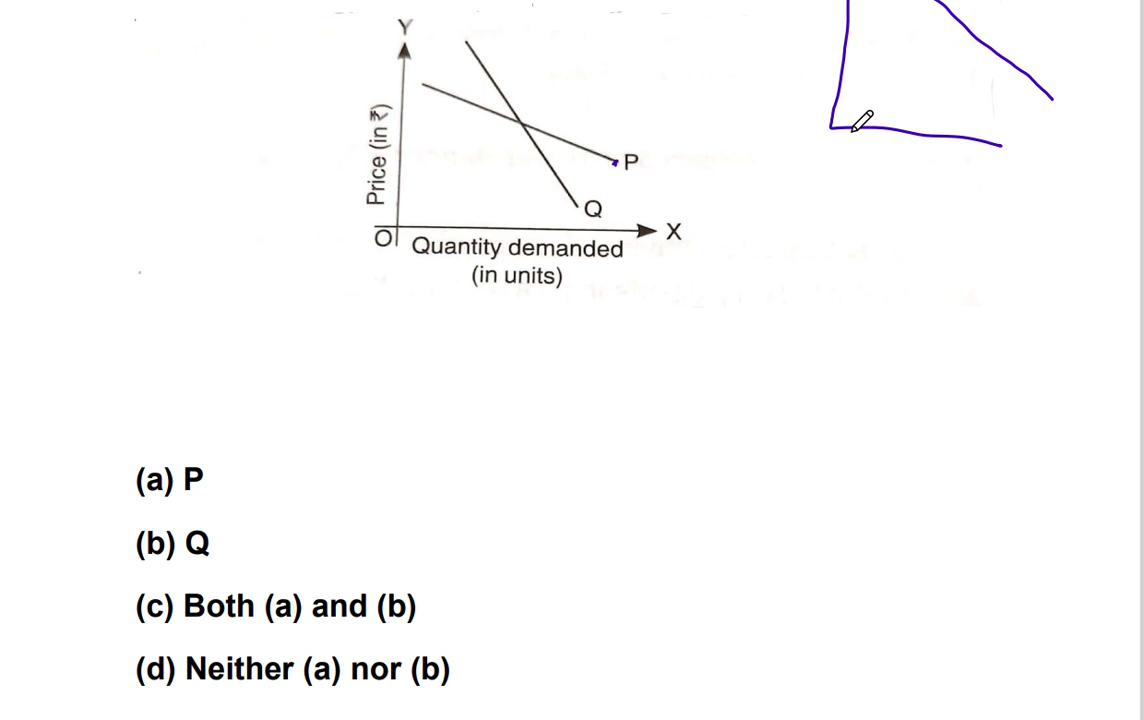 Y
Price (in ₹)
P
Q
X
O
Quantity demanded
(in units)
(a) P
(b) Q
(c) Both (a) and (b)
(d) Neither (a) nor (b)